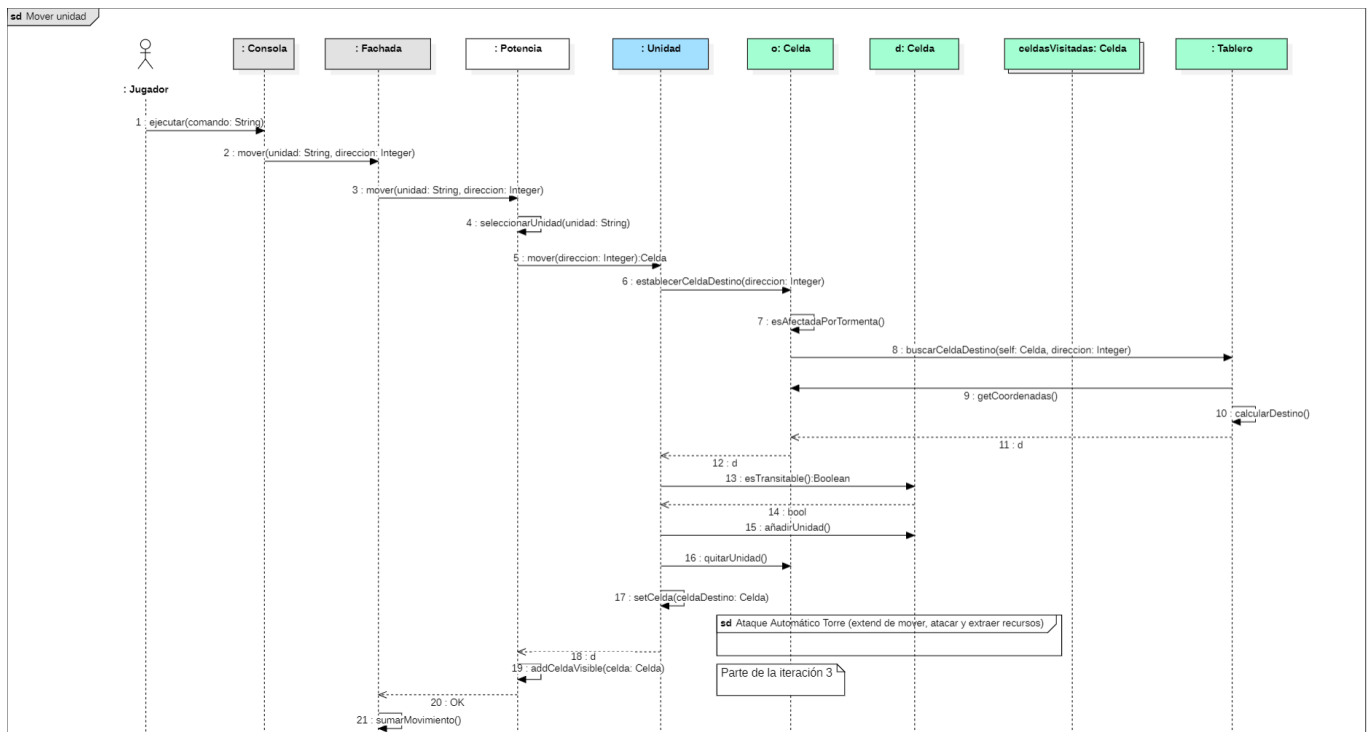 sd Mover unidad
: Consola
: Fachada
: Potencia
: Unidad
o: Celda
d: Celda
celdasVisitadas: Celda
: Tablero
: Jugador
1 : ejecutar(comando: String)
2 : mover(unidad: String, direccion: Integer)
3 : mover(unidad: String, direccion: Integer)
4 : seleccionarUnidad(unidad: String)
5 : mover(direccion: Integer):Celda
6 : establecerCeldaDestino(direccion: Integer)
7 : esAfectadaPorTormenta()
8 : buscarCeldaDestino(self: Celda, direccion: Integer)
9 : getCoordenadas()
10 : calcularDestino()
11 : d
12 : d
13 : esTransitable():Boolean
14 : bool
15 : añadirUnidad()
16 : quitarUnidad()
17 : setCelda(celdaDestino: Celda)
sd Ataque Automático Torre (extend de mover, atacar y extraer recursos)
18 : d
19 : addCeldaVisible(celda: Celda)
Parte de la iteración 3
20 : OK
21 : sumarMovimiento()